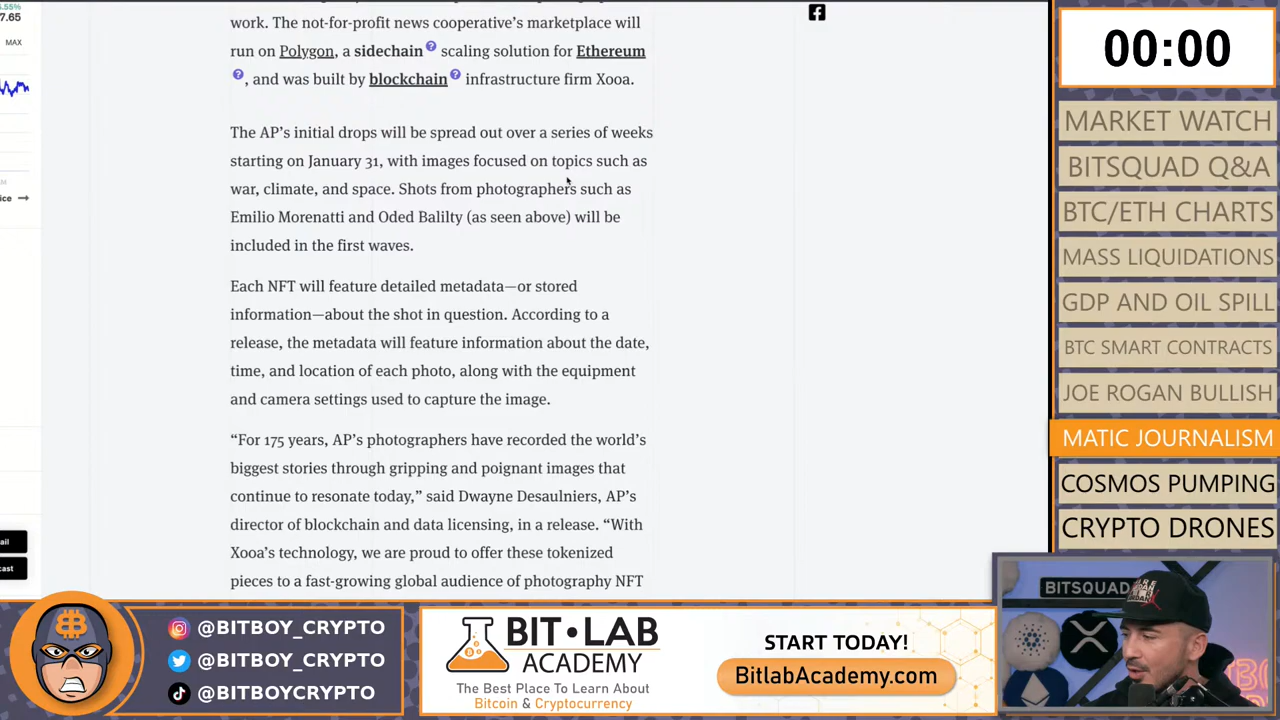 5.55%
7.65
MAX
ice →
ail
cast
work. The not-for-profit news cooperative’s marketplace will
run on Polygon, a sidechain ? scaling solution for Ethereum
?, and was built by blockchain ? infrastructure firm Xooa.
The AP’s initial drops will be spread out over a series of weeks
starting on January 31, with images focused on topics such as
war, climate, and space. Shots from photographers such as
Emilio Morenatti and Oded Balilty (as seen above) will be
included in the first waves.
Each NFT will feature detailed metadata—or stored
information—about the shot in question. According to a
release, the metadata will feature information about the date,
time, and location of each photo, along with the equipment
and camera settings used to capture the image.
“For 175 years, AP’s photographers have recorded the world’s
biggest stories through gripping and poignant images that
continue to resonate today,” said Dwayne Desaulniers, AP’s
director of blockchain and data licensing, in a release. “With
Xooa’s technology, we are proud to offer these tokenized
pieces to a fast-growing global audience of photography NFT
00:00
MARKET WATCH
BITSQUAD Q&A
BTC/ETH CHARTS
MASS LIQUIDATIONS
GDP AND OIL SPILL
BTC SMART CONTRACTS
JOE ROGAN BULLISH
MATIC JOURNALISM
COSMOS PUMPING
CRYPTO DRONES
BITSQUAD
@BITBOY_CRYPTO
@BITBOY_CRYPTO
@BITBOYCRYPTO
BIT•LAB
ACADEMY
The Best Place To Learn About
Bitcoin & Cryptocurrency
START TODAY!
BitlabAcademy.com